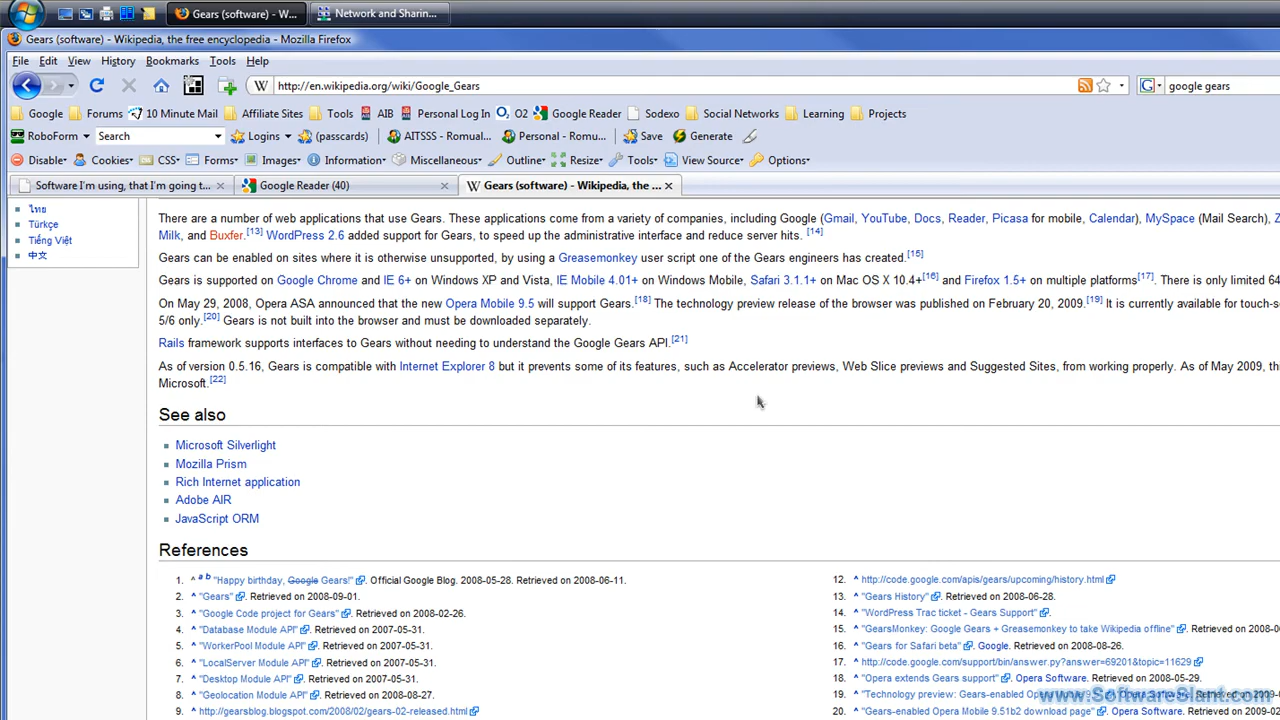 Gears (software) - W...
Network and Sharin...
Gears (software) - Wikipedia, the free encyclopedia - Mozilla Firefox
File Edit View History Bookmarks Tools Help
http://en.wikipedia.org/wiki/Google_Gears
google gears
Google Forums 10 Minute Mail Affiliate Sites Tools AIB Personal Log In O2 Google Reader Sodexo Social Networks Learning Projects
RoboForm Search Logins (passcards) AITSSS - Romual... Personal - Romu... Save Generate
Disable Cookies CSS Forms Images Information Miscellaneous Outline Resize Tools View Source Options
Software I'm using, that I'm going t...
Google Reader (40)
Gears (software) - Wikipedia, the ...
ไทย
Türkçe
Tiếng Việt
中文
There are a number of web applications that use Gears. These applications come from a variety of companies, including Google (Gmail, YouTube, Docs, Reader, Picasa for mobile, Calendar), MySpace (Mail Search), Z
Milk, and Buxfer.[13] WordPress 2.6 added support for Gears, to speed up the administrative interface and reduce server hits. [14]
Gears can be enabled on sites where it is otherwise unsupported, by using a Greasemonkey user script one of the Gears engineers has created.[15]
Gears is supported on Google Chrome and IE 6+ on Windows XP and Vista, IE Mobile 4.01+ on Windows Mobile, Safari 3.1.1+ on Mac OS X 10.4+[16] and Firefox 1.5+ on multiple platforms[17]. There is only limited 64
On May 29, 2008, Opera ASA announced that the new Opera Mobile 9.5 will support Gears.[18] The technology preview release of the browser was published on February 20, 2009.[19] It is currently available for touch-s
5/6 only.[20] Gears is not built into the browser and must be downloaded separately.
Rails framework supports interfaces to Gears without needing to understand the Google Gears API.[21]
As of version 0.5.16, Gears is compatible with Internet Explorer 8 but it prevents some of its features, such as Accelerator previews, Web Slice previews and Suggested Sites, from working properly. As of May 2009, th
Microsoft.[22]
See also
Microsoft Silverlight
Mozilla Prism
Rich Internet application
Adobe AIR
JavaScript ORM
References
1. ^ a b "Happy birthday, Google Gears!". Official Google Blog. 2008-05-28. Retrieved on 2008-06-11.
2. ^ "Gears". Retrieved on 2008-09-01.
3. ^ "Google Code project for Gears". Retrieved on 2008-02-26.
4. ^ "Database Module API". Retrieved on 2007-05-31.
5. ^ "WorkerPool Module API". Retrieved on 2007-05-31.
6. ^ "LocalServer Module API". Retrieved on 2007-05-31.
7. ^ "Desktop Module API". Retrieved on 2007-05-31.
8. ^ "Geolocation Module API". Retrieved on 2008-08-27.
9. ^ http://gearsblog.blogspot.com/2008/02/gears-02-released.html
12. ^ http://code.google.com/apis/gears/upcoming/history.html
13. ^ "Gears History". Retrieved on 2008-06-28.
14. ^ "WordPress Trac ticket - Gears Support".
15. ^ "GearsMonkey: Google Gears + Greasemonkey to take Wikipedia offline". Retrieved on 2008-0
16. ^ "Gears for Safari beta". Google. Retrieved on 2008-08-26.
17. ^ http://code.google.com/support/bin/answer.py?answer=69201&topic=11629
18. ^ "Opera extends Gears support". Opera Software. Retrieved on 2008-05-29.
19. ^ "Technology preview: Gears-enabled Opera Mobile 9.5". Opera Software. Retrieved on 2009-
20. ^ "Gears-enabled Opera Mobile 9.51b2 download page". Opera Software. Retrieved on 2009-0
www.SoftwareSlant.com